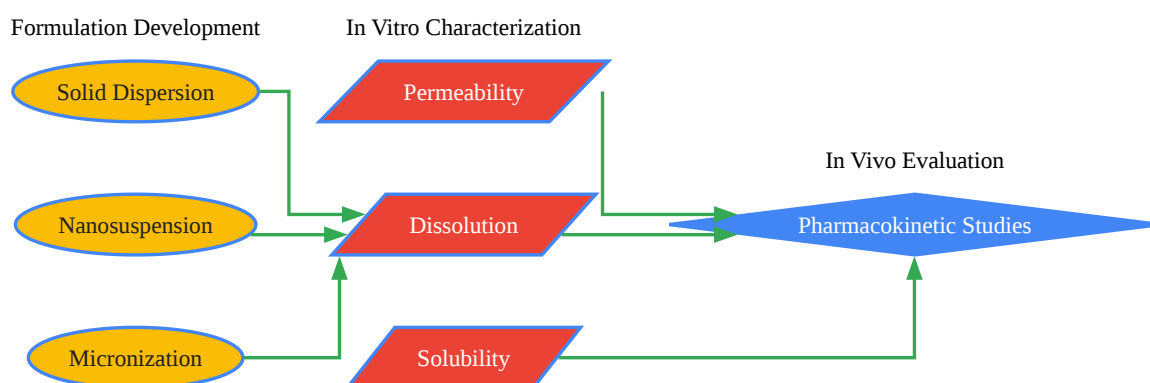 Formulation Development
In Vitro Characterization
Solid Dispersion
Permeability
In Vivo Evaluation
Nanosuspension
Dissolution
Pharmacokinetic Studies
Micronization
Solubility